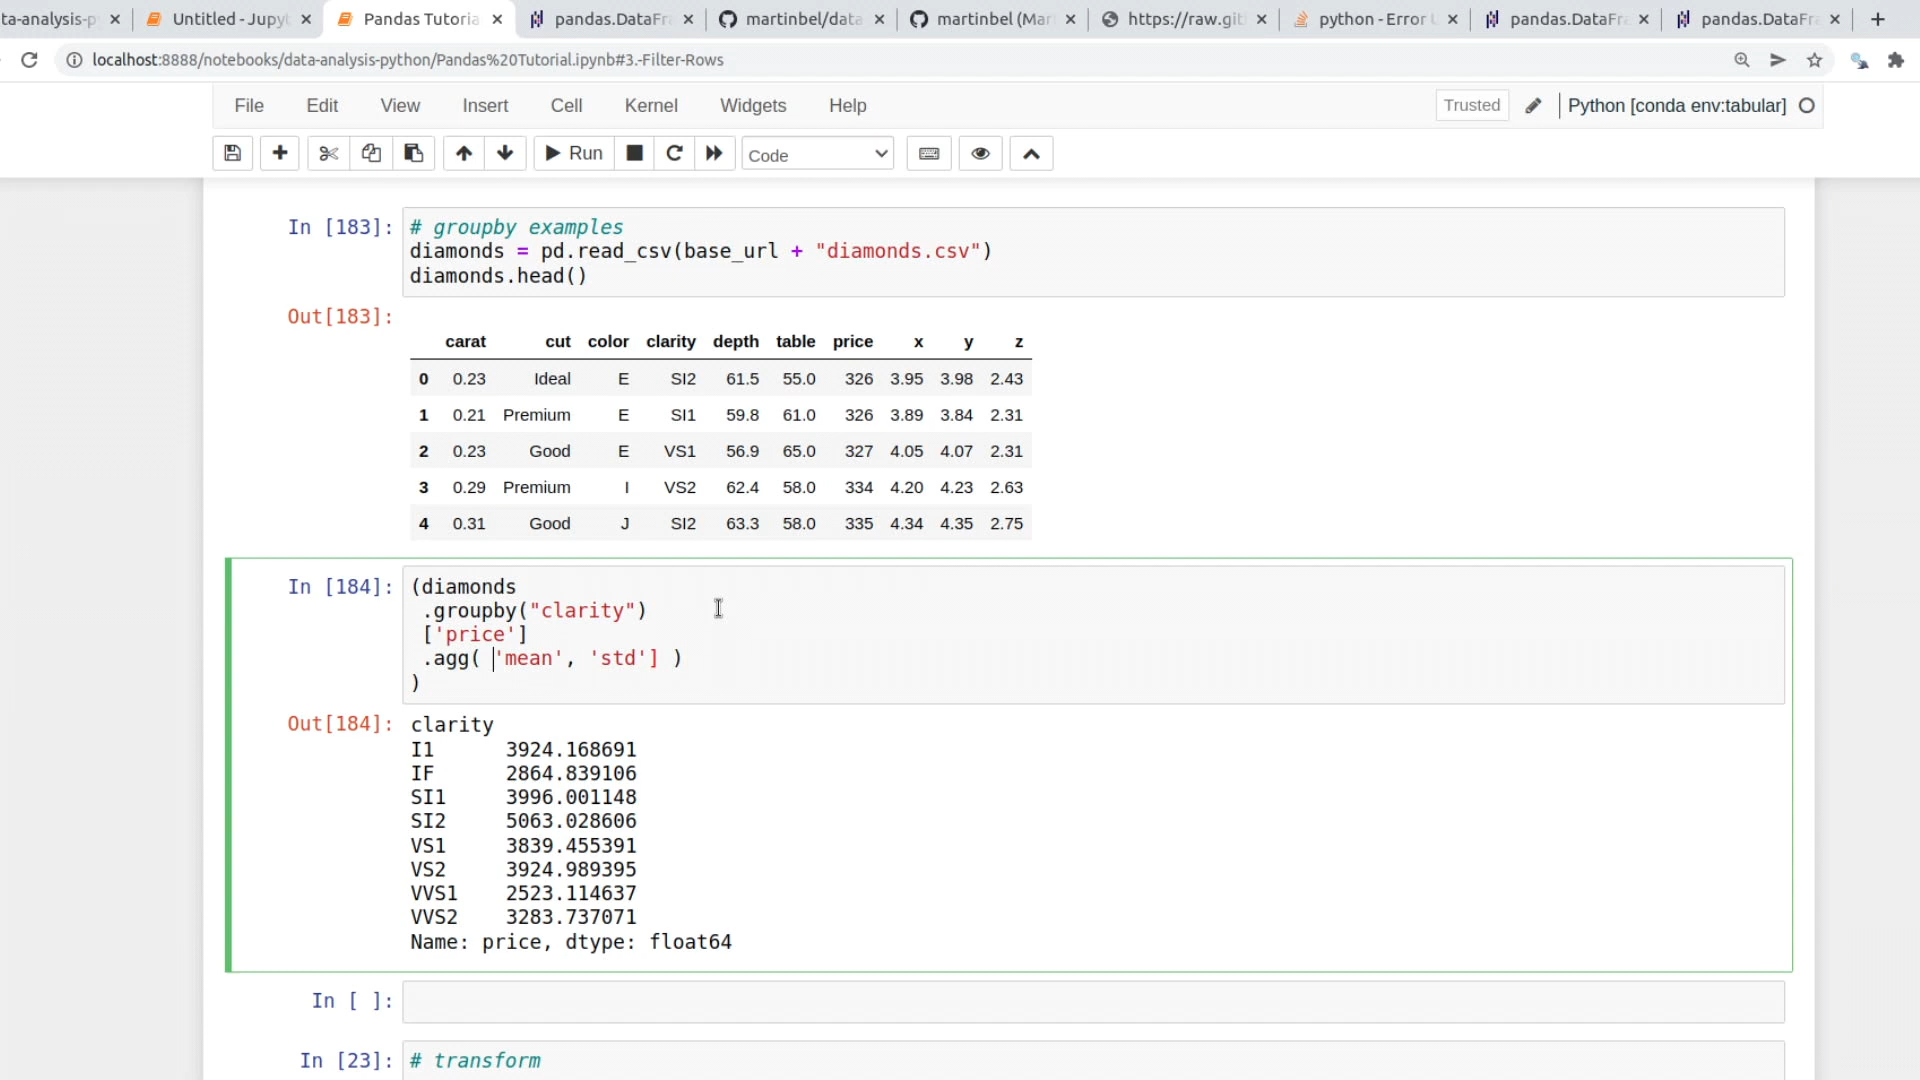 ta-analysis-p
Untitled - Jupy
Pandas Tutoria
pandas.DataFra
martinbel/data
martinbel (Mar
https://raw.git
python - Error
pandas.DataFra
pandas.DataFra
localhost:8888/notebooks/data-analysis-python/Pandas%20Tutorial.ipynb#3.-Filter-Rows
File Edit View Insert Cell Kernel Widgets Help Trusted Python [conda env:tabular]
Run Code
In [183]: # groupby examples
diamonds = pd.read_csv(base_url + "diamonds.csv")
diamonds.head()
Out[183]:
carat cut color clarity depth table price x y z
0 0.23 Ideal E SI2 61.5 55.0 326 3.95 3.98 2.43
1 0.21 Premium E SI1 59.8 61.0 326 3.89 3.84 2.31
2 0.23 Good E VS1 56.9 65.0 327 4.05 4.07 2.31
3 0.29 Premium I VS2 62.4 58.0 334 4.20 4.23 2.63
4 0.31 Good J SI2 63.3 58.0 335 4.34 4.35 2.75
In [184]: (diamonds
.groupby("clarity")
['price']
.agg( 'mean', 'std'] )
)
Out[184]: clarity
I1 3924.168691
IF 2864.839106
SI1 3996.001148
SI2 5063.028606
VS1 3839.455391
VS2 3924.989395
VVS1 2523.114637
VVS2 3283.737071
Name: price, dtype: float64
In [ ]:
In [23]: # transform